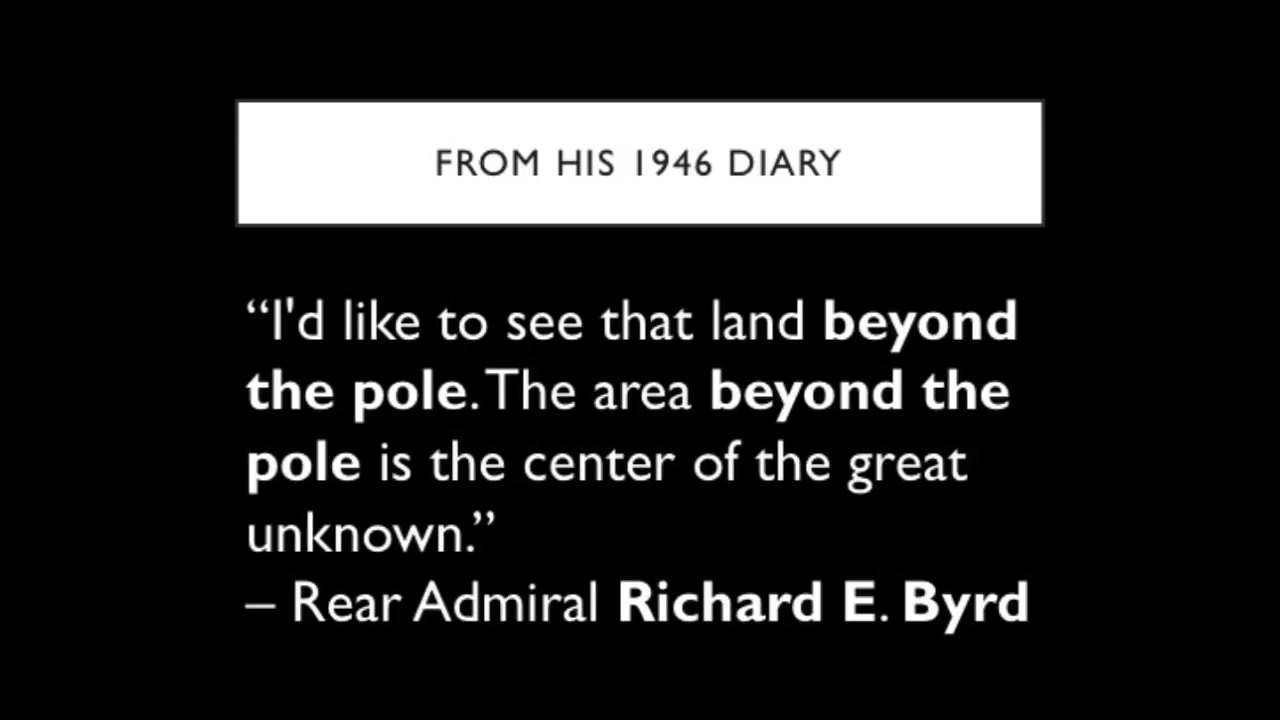 FROM HIS 1946 DIARY
“I'd like to see that land beyond
the pole. The area beyond the
pole is the center of the great
unknown.”
– Rear Admiral Richard E. Byrd